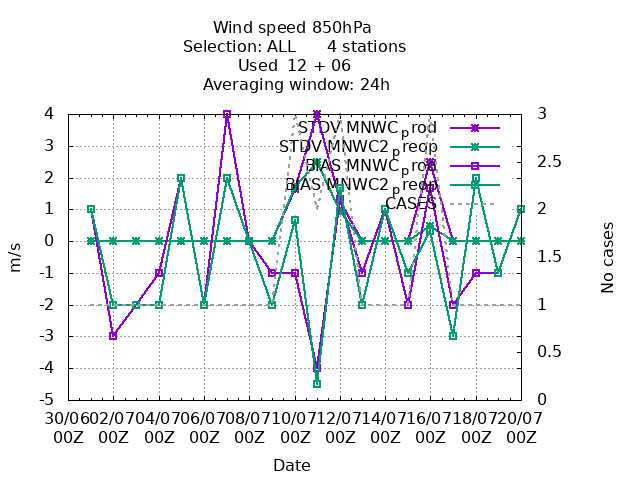 Wind speed 850hPa
Selection: ALL 4 stations
Used 12 + 06
Averaging window: 24h
STDV MNWC_prod
STDV MNWC2_preop
BIAS MNWC_prod
BIAS MNWC2_preop
CASES
4
3
2
1
0
-1
-2
-3
-4
-5
m/s
3
2.5
2
1.5
1
0.5
0
No cases
30/06 02/07 04/07 06/07 08/07 10/07 12/07 14/07 16/07 18/07 20/07
00Z 00Z 00Z 00Z 00Z 00Z 00Z 00Z 00Z 00Z 00Z
Date